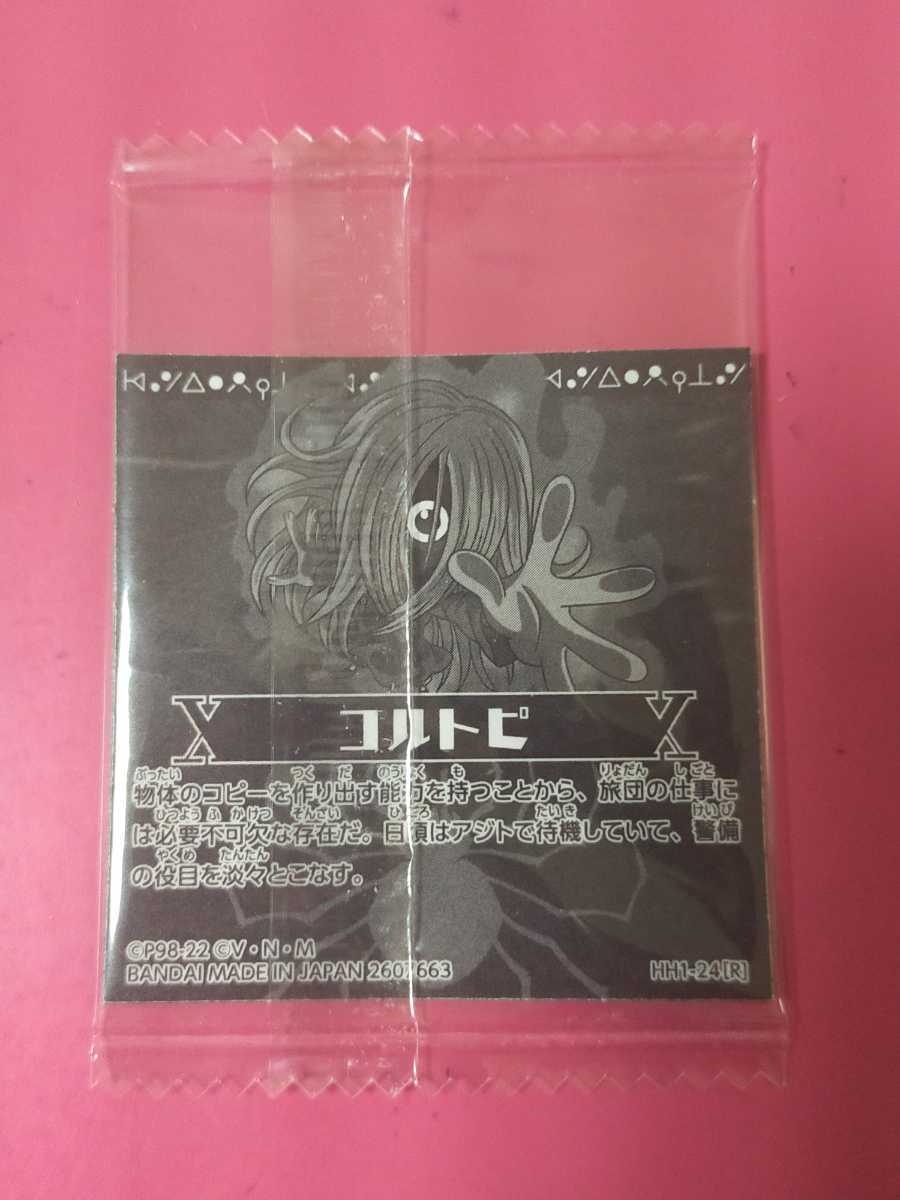 コルトピ
物体のコピーを作り出す能力を持つことから、旅団の仕事に
は必要不可欠な存在だ。日頃はアジトで待機していて、警備
の役目を淡々とこなす。
©P98-22 ©V・N・M
BANDAI MADE IN JAPAN 2607663
HH1-24[R]